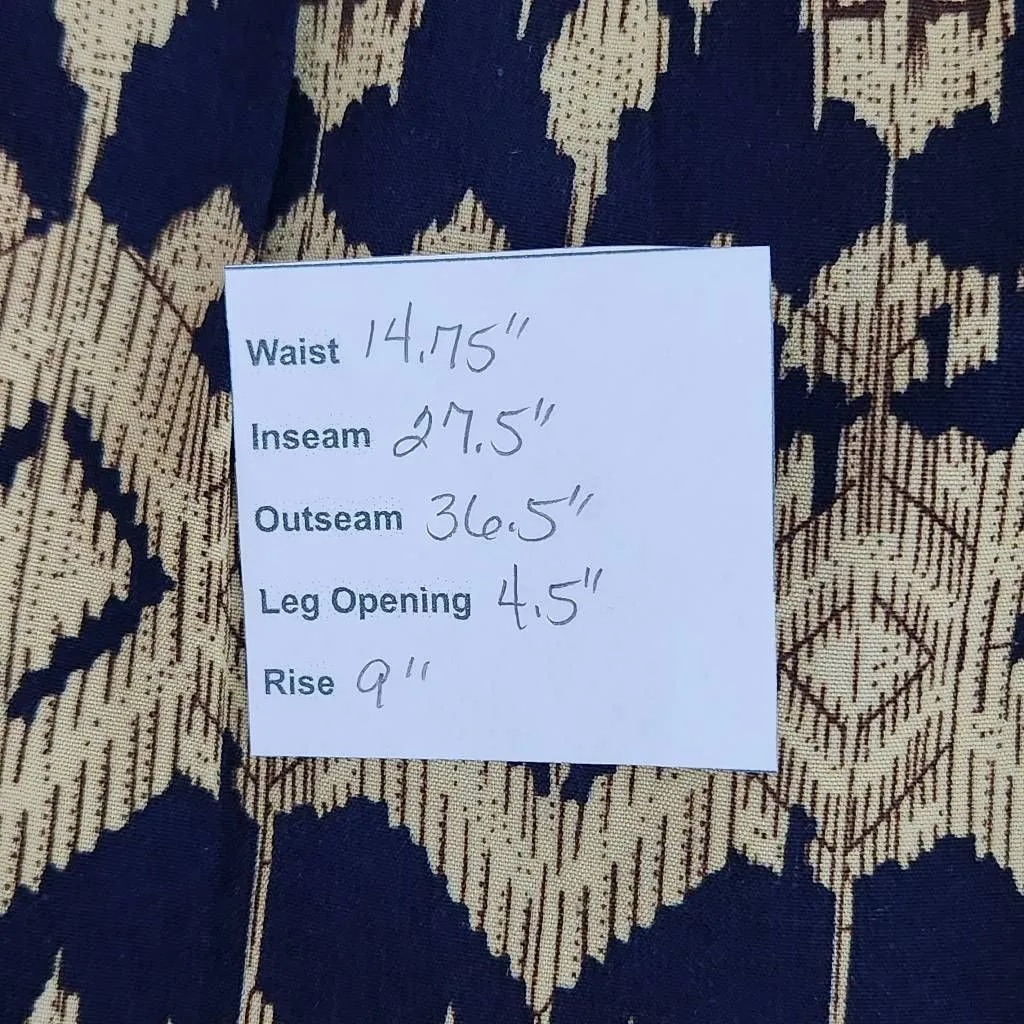 Waist 14.75"
Inseam 27.5"
Outseam 36.5"
Leg Opening 4.5"
Rise 9"